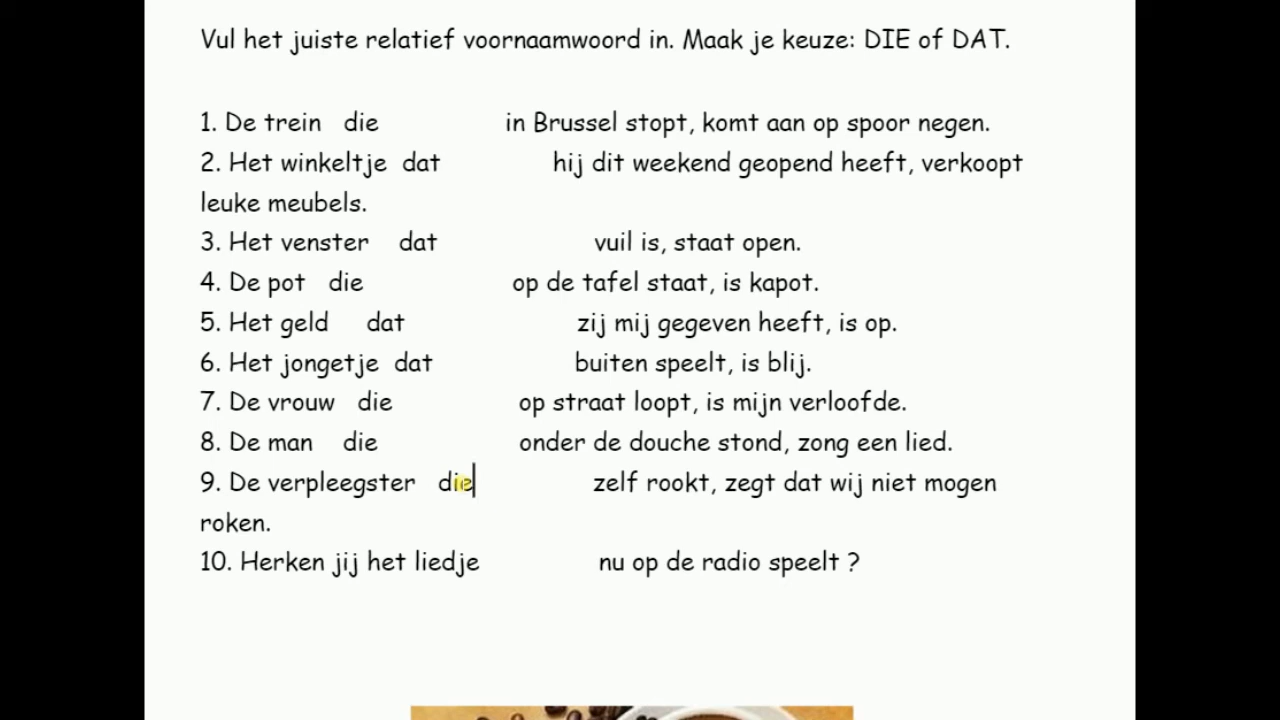 Vul het juiste relatief voornaamwoord in. Maak je keuze: DIE of DAT.
1. De trein die in Brussel stopt, komt aan op spoor negen.
2. Het winkeltje dat hij dit weekend geopend heeft, verkoopt
leuke meubels.
3. Het venster dat vuil is, staat open.
4. De pot die op de tafel staat, is kapot.
5. Het geld dat zij mij gegeven heeft, is op.
6. Het jongetje dat buiten speelt, is blij.
7. De vrouw die op straat loopt, is mijn verloofde.
8. De man die onder de douche stond, zong een lied.
9. De verpleegster die zelf rookt, zegt dat wij niet mogen
roken.
10. Herken jij het liedje nu op de radio speelt ?